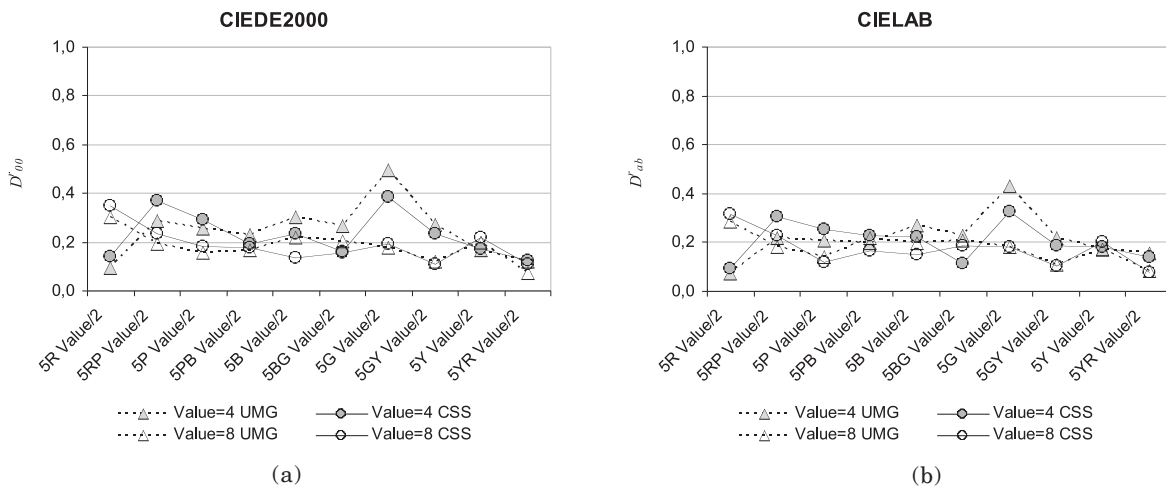 CIEDE2000
1,0
0,8
0,6
0,4
0,2
0,0
D^r_00
5R Value/2
5RP Value/2
5P Value/2
5PB Value/2
5B Value/2
5BG Value/2
5G Value/2
5GY Value/2
5Y Value/2
5YR Value/2
Value=4 UMG
Value=4 CSS
Value=8 UMG
Value=8 CSS
(a)
CIELAB
1,0
0,8
0,6
0,4
0,2
0,0
D^r_ab
5R Value/2
5RP Value/2
5P Value/2
5PB Value/2
5B Value/2
5BG Value/2
5G Value/2
5GY Value/2
5Y Value/2
5YR Value/2
Value=4 UMG
Value=4 CSS
Value=8 UMG
Value=8 CSS
(b)